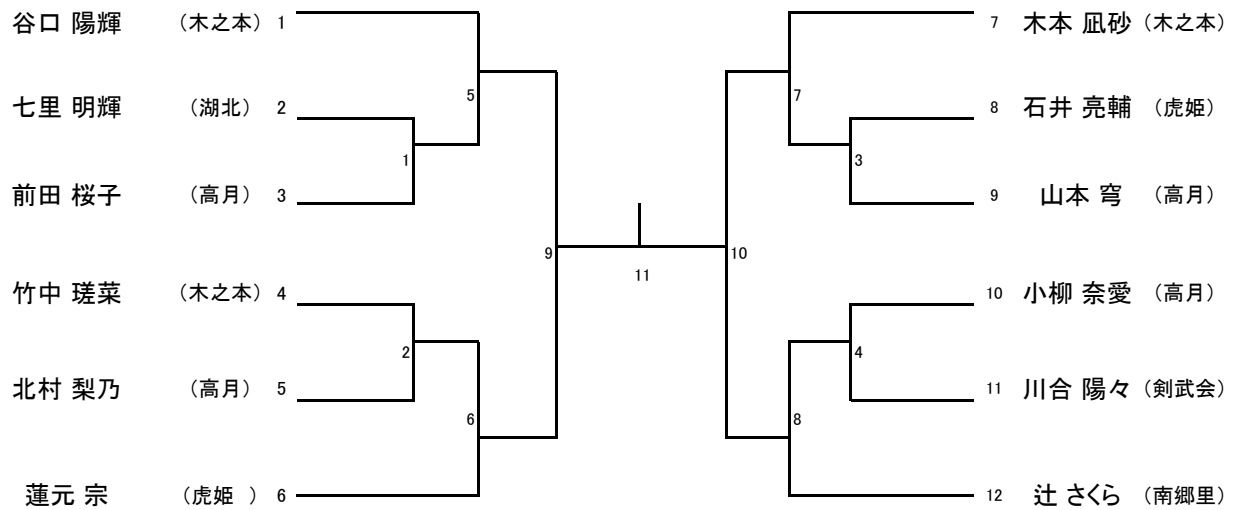 谷口 陽輝 （木之本） 1
七里 明輝 （湖北） 2
前田 桜子 （高月） 3
竹中 瑳菜 （木之本） 4
北村 梨乃 （高月） 5
蓮元 宗 （虎姫 ） 6
1
2
5
6
9
11
10
7
8
3
4
7 木本 凪砂 （木之本）
8 石井 亮輔 （虎姫）
9 山本 穹 （高月）
10 小柳 奈愛 （高月）
11 川合 陽々 （剣武会）
12 辻 さくら （南郷里）